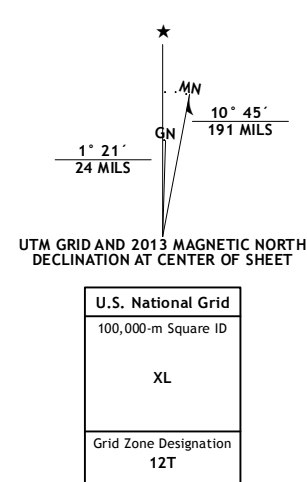 ★
MN
GN
10° 45´
191 MILS
1° 21´
24 MILS
UTM GRID AND 2013 MAGNETIC NORTH
DECLINATION AT CENTER OF SHEET
U.S. National Grid
100,000-m Square ID
XL
Grid Zone Designation
12T